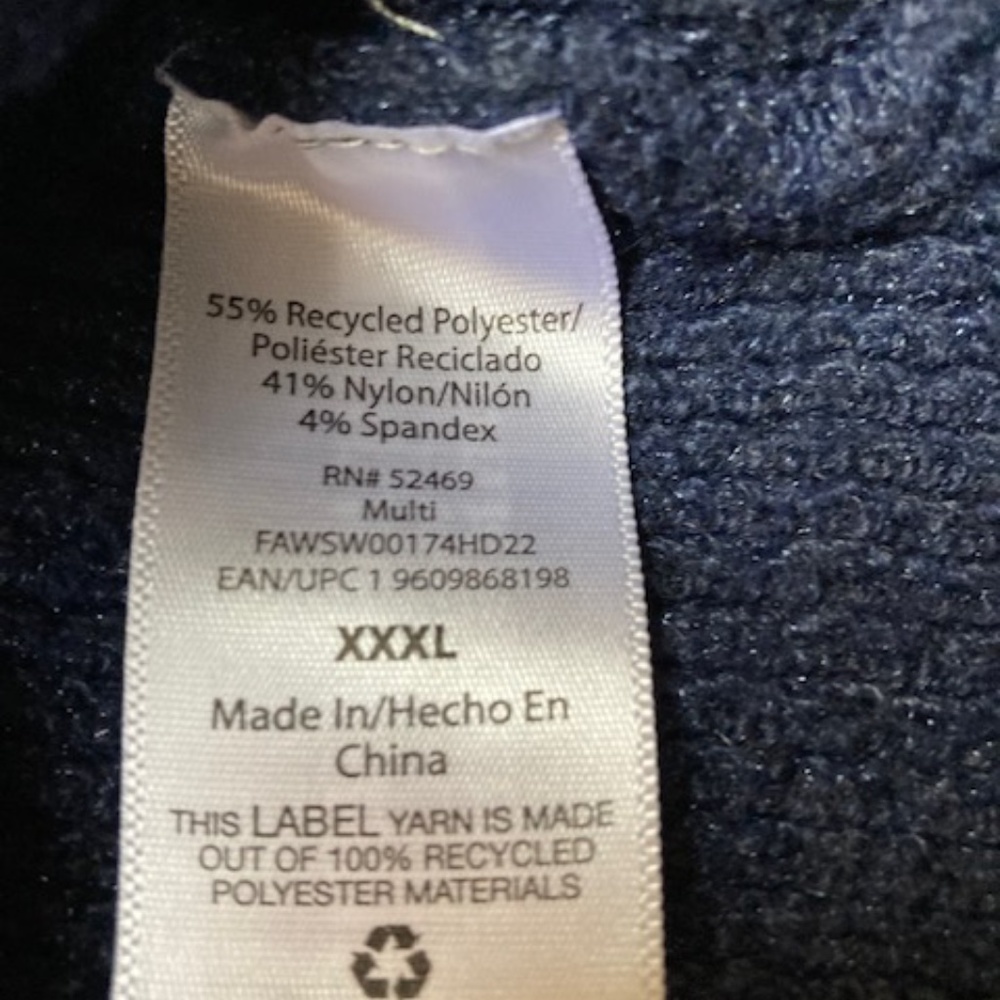 55% Recycled Polyester/
Poliéster Reciclado
41% Nylon/Nilón
4% Spandex
RN# 52469
Multi
FAWSW00174HD22
EAN/UPC 1 9609868198
XXXL
Made In/Hecho En
China
THIS LABEL YARN IS MADE
OUT OF 100% RECYCLED
POLYESTER MATERIALS